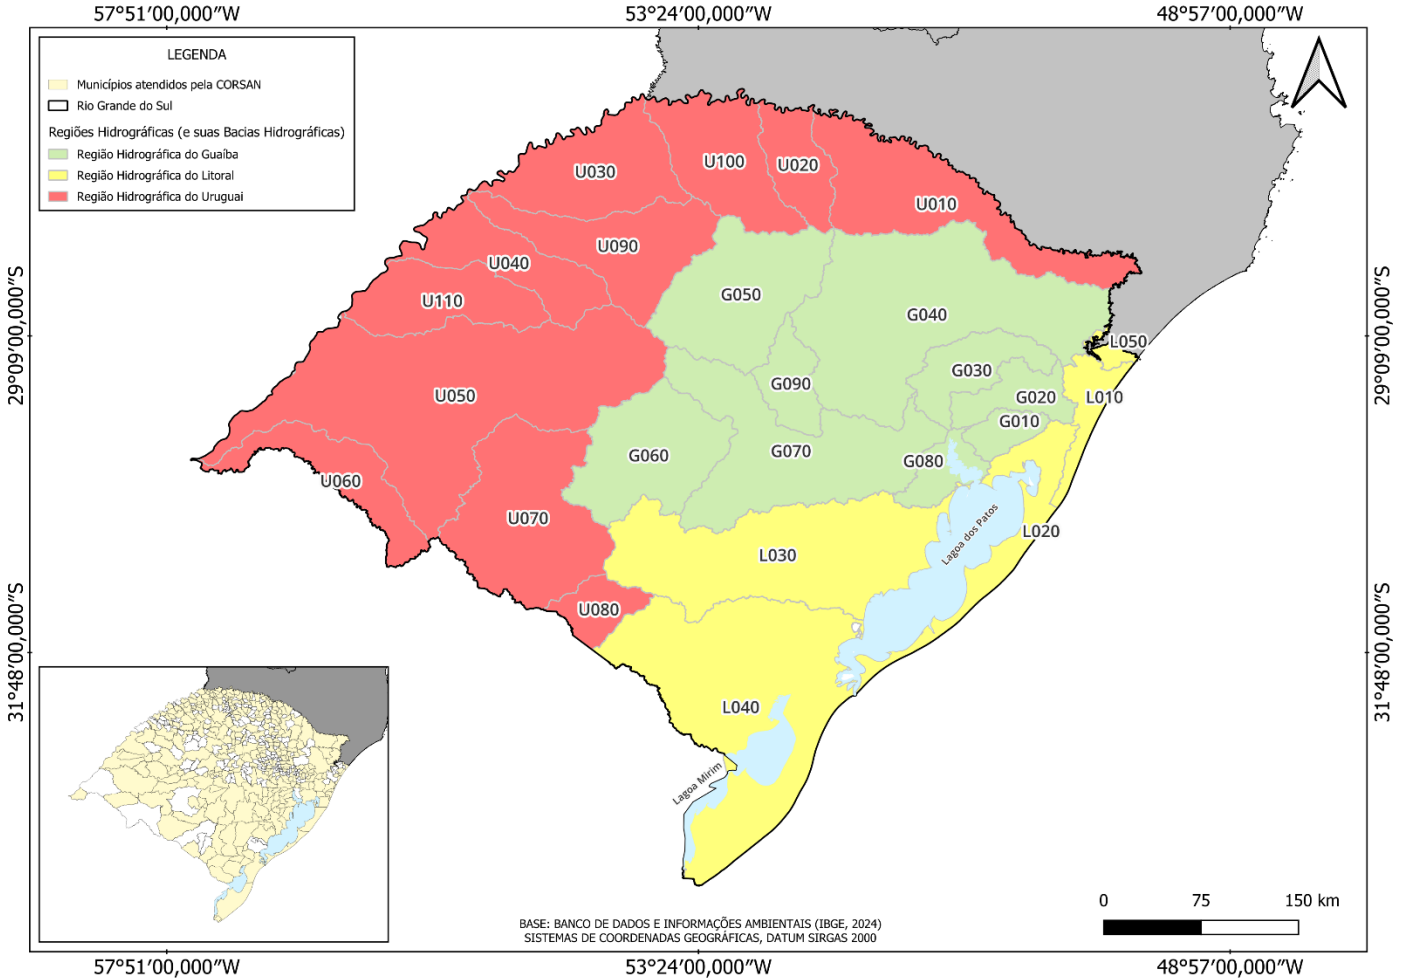 57°51'00,000"W
53°24'00,000"W
48°57'00,000"W
LEGENDA
Municípios atendidos pela CORSAN
Rio Grande do Sul
Regiões Hidrográficas (e suas Bacias Hidrográficas)
Região Hidrográfica do Guaíba
Região Hidrográfica do Litoral
Região Hidrográfica do Uruguai
U030
U100
U020
U010
U090
U040
U110
G050
G040
29°09'00,000"S
29°09'00,000"S
L050
G030
G090
G020
L010
U050
G010
G070
G060
G080
U060
U070
L020
Lagoa dos Patos
L030
U080
31°48'00,000"S
31°48'00,000"S
L040
Lagoa Mirim
0 75 150 km
BASE: BANCO DE DADOS E INFORMAÇÕES AMBIENTAIS (IBGE, 2024)
SISTEMAS DE COORDENADAS GEOGRÁFICAS, DATUM SIRGAS 2000
57°51'00,000"W
53°24'00,000"W
48°57'00,000"W